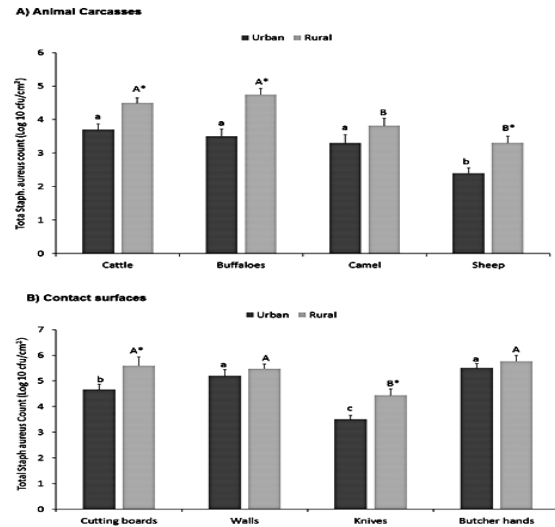 A) Animal Carcasses
Urban Rural
Tota Staph. aureus count (Log 10 cfu/cm²)
6
5
4
3
2
1
0
a A* a A* a B b B*
Cattle Buffaloes Camel Sheep
B) Contact surfaces
Urban Rural
Total Staph aureus Count (Log 10 cfu/cm²)
7
6
5
4
3
2
1
0
b A* a A c B* a A
Cutting boards Walls Knives Butcher hands